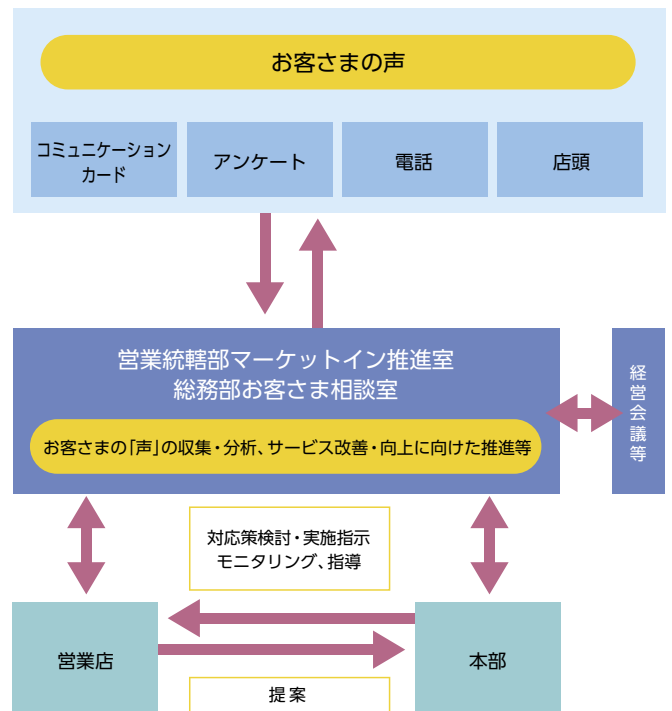 お客さまの声
コミュニケーション
カード
アンケート
電話
店頭
営業統轄部マーケットイン推進室
総務部お客さま相談室
お客さまの「声」の収集・分析、サービス改善・向上に向けた推進等
経営会議等
対応策検討・実施指示
モニタリング、指導
営業店
本部
提案